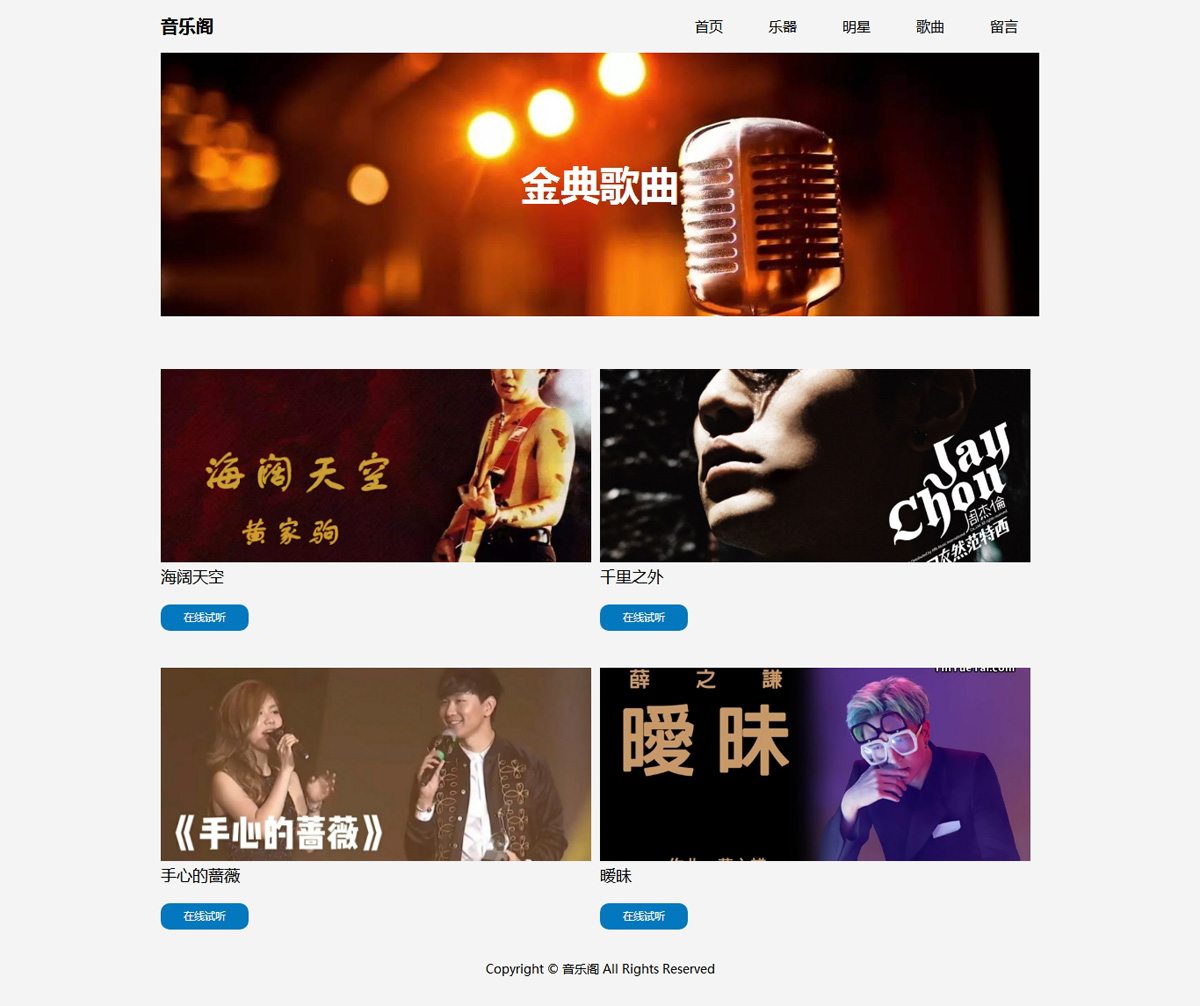 音乐阁
首页 乐器 明星 歌曲 留言
金典歌曲
海阔天空
黄家驹
Jay
Chou
周杰倫
依然范特西
海阔天空
千里之外
在线试听
在线试听
《手心的蔷薇》
薛之謙
曖昧
YinYueTai.com
手心的蔷薇
暧昧
在线试听
在线试听
Copyright © 音乐阁 All Rights Reserved